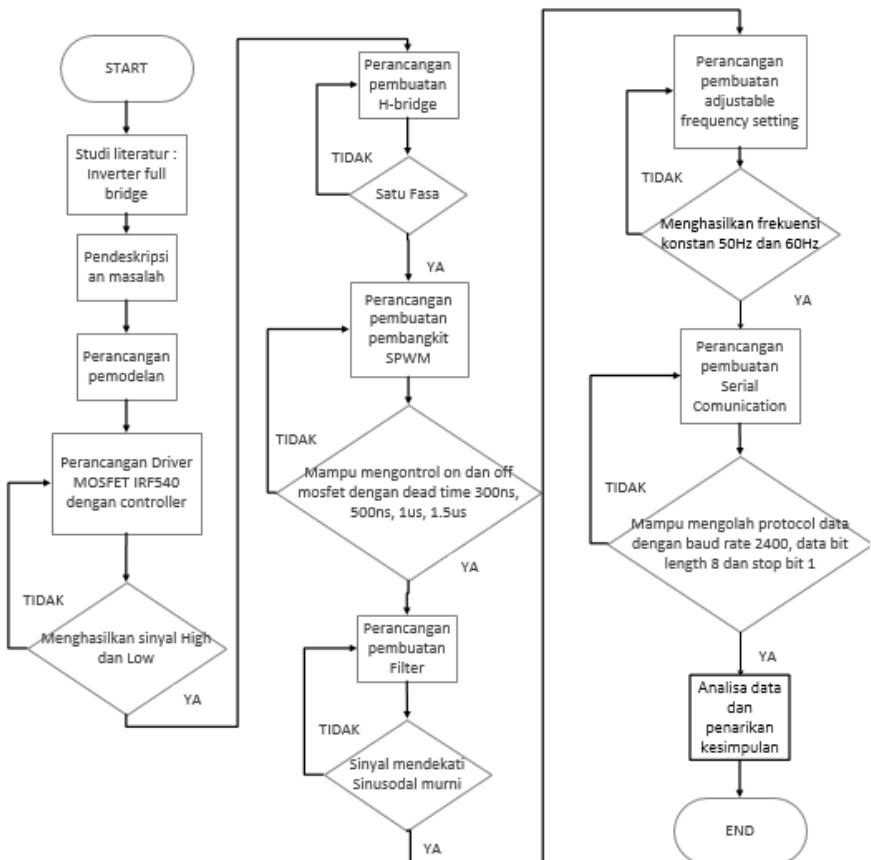 START
Studi literatur :
Inverter full
bridge
Pendeskripsi
an masalah
Perancangan
pemodelan
Perancangan Driver
MOSFET IRF540
dengan controller
TIDAK
Menghasilkan sinyal High
dan Low
YA
Perancangan
pembuatan
H-bridge
TIDAK
Satu Fasa
YA
Perancangan
pembuatan
pembangkit
SPWM
TIDAK
Mampu mengontrol on dan off
mosfet dengan dead time 300ns,
500ns, 1us, 1.5us
YA
Perancangan
pembuatan
Filter
TIDAK
Sinyal mendekati
Sinusodal murni
YA
Perancangan
pembuatan
adjustable
frequency setting
TIDAK
Menghasilkan frekuensi
konstan 50Hz dan 60Hz
YA
Perancangan
pembuatan
Serial
Comunication
TIDAK
Mampu mengolah protocol data
dengan baud rate 2400, data bit
length 8 dan stop bit 1
YA
Analisa data
dan
penarikan
kesimpulan
END